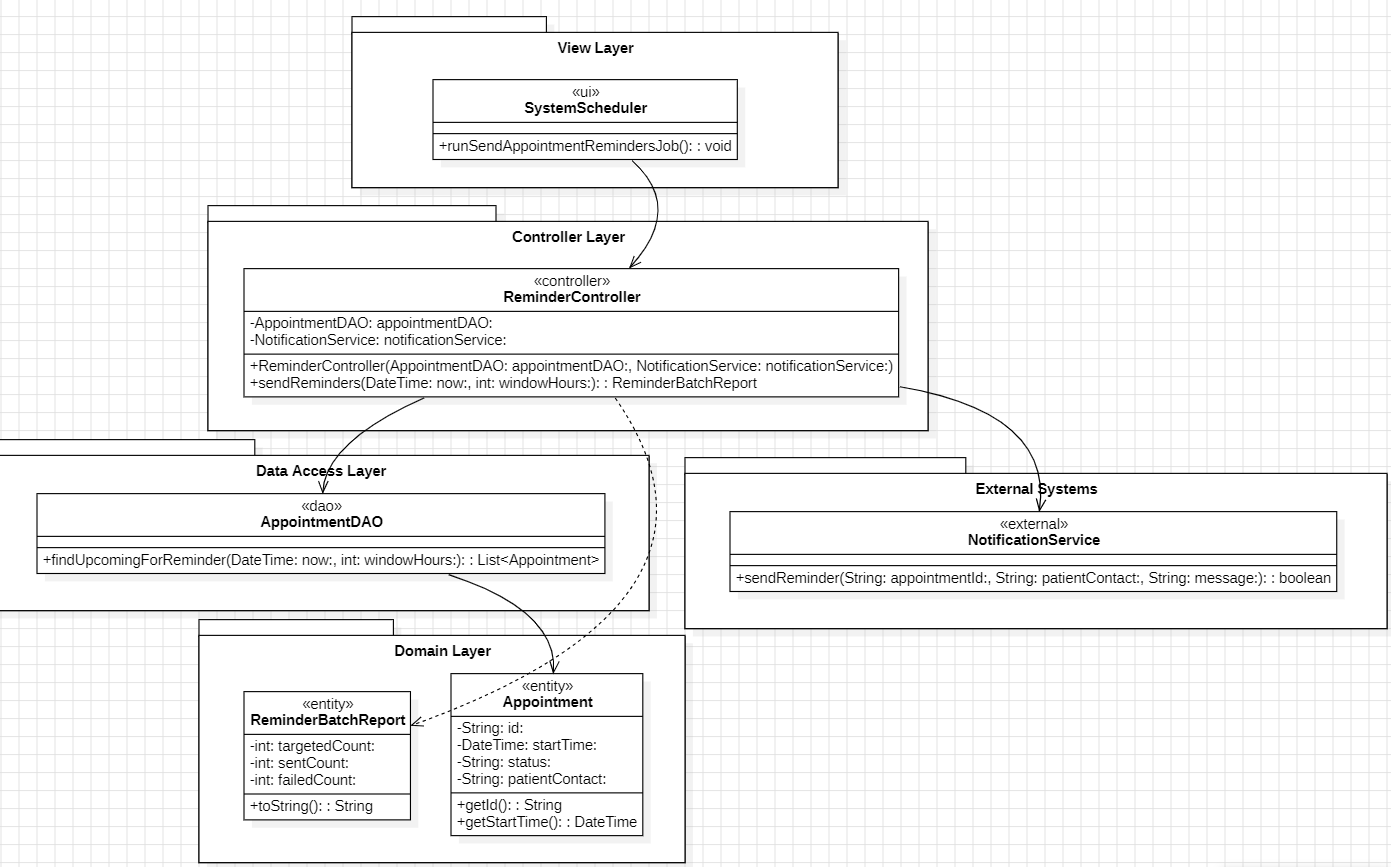 View Layer
«ui»
SystemScheduler
+runSendAppointmentRemindersJob(): : void
Controller Layer
«controller»
ReminderController
-AppointmentDAO: appointmentDAO:
-NotificationService: notificationService:
+ReminderController(AppointmentDAO: appointmentDAO:, NotificationService: notificationService:)
+sendReminders(DateTime: now:, int: windowHours:): : ReminderBatchReport
Data Access Layer
«dao»
AppointmentDAO
+findUpcomingForReminder(DateTime: now:, int: windowHours:): : List<Appointment>
External Systems
«external»
NotificationService
+sendReminder(String: appointmentId:, String: patientContact:, String: message:): : boolean
Domain Layer
«entity»
ReminderBatchReport
-int: targetedCount:
-int: sentCount:
-int: failedCount:
+toString(): : String
«entity»
Appointment
-String: id:
-DateTime: startTime:
-String: status:
-String: patientContact:
+getId(): : String
+getStartTime(): : DateTime